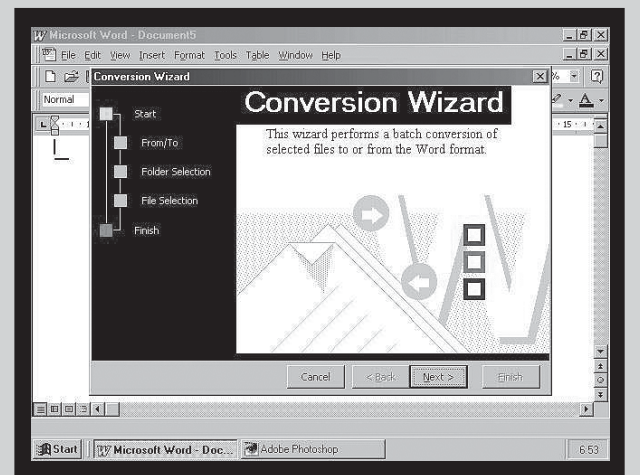 Microsoft Word - Document5
File Edit View Insert Format Tools Table Window Help
Conversion Wizard
%
Normal
Conversion Wizard
Start
This wizard performs a batch conversion of
selected files to or from the Word format.
From/To
Folder Selection
File Selection
Finish
Cancel < Back Next > Finish
Start Microsoft Word - Doc... Adobe Photoshop 6:53